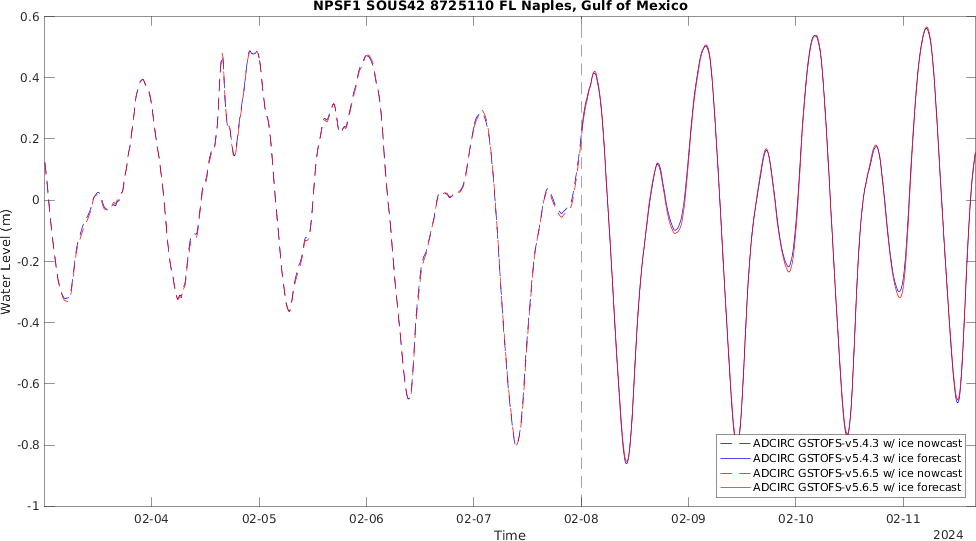 NPSF1 SOUS42 8725110 FL Naples, Gulf of Mexico
0.6
0.4
0.2
0
-0.2
-0.4
-0.6
-0.8
-1
Water Level (m)
ADCIRC GSTOFS-v5.4.3 w/ ice nowcast
ADCIRC GSTOFS-v5.4.3 w/ ice forecast
ADCIRC GSTOFS-v5.6.5 w/ ice nowcast
ADCIRC GSTOFS-v5.6.5 w/ ice forecast
02-04 02-05 02-06 02-07 02-08 02-09 02-10 02-11
Time
2024